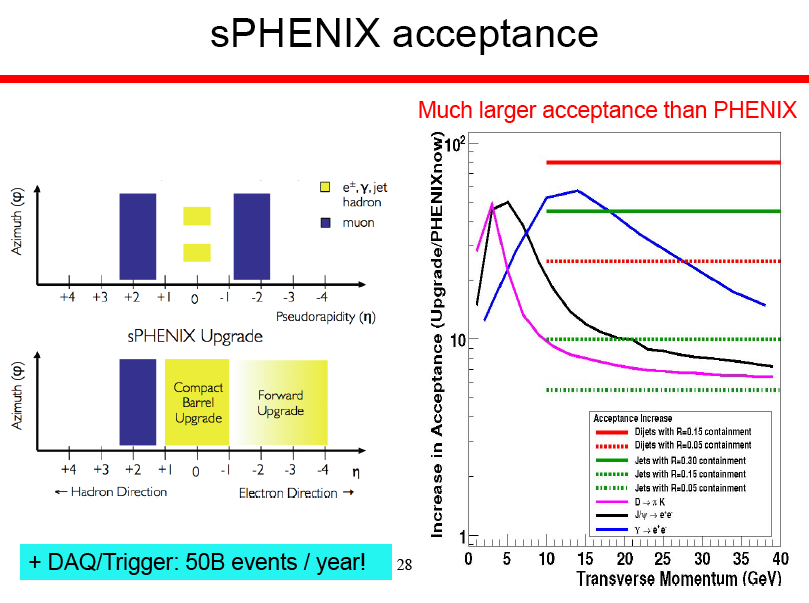 sPHENIX acceptance
Much larger acceptance than PHENIX
Azimuth (φ)
e±, γ, jet
hadron
muon
+4 +3 +2 +1 0 -1 -2 -3 -4
Pseudorapidity (η)
sPHENIX Upgrade
Azimuth (φ)
Compact
Barrel
Upgrade
Forward
Upgrade
+4 +3 +2 +1 0 -1 -2 -3 -4 η
← Hadron Direction
Electron Direction →
+ DAQ/Trigger: 50B events / year!
28
Increase in Acceptance (Upgrade/PHENIXnow)
10²
10
1
Acceptance Increase
Dijets with R=0.15 containment
Dijets with R=0.05 containment
Jets with R=0.30 containment
Jets with R=0.15 containment
Jets with R=0.05 containment
D → π K
J/ψ → e⁺e⁻
ϒ → e⁺e⁻
0 5 10 15 20 25 30 35 40
Transverse Momentum (GeV)